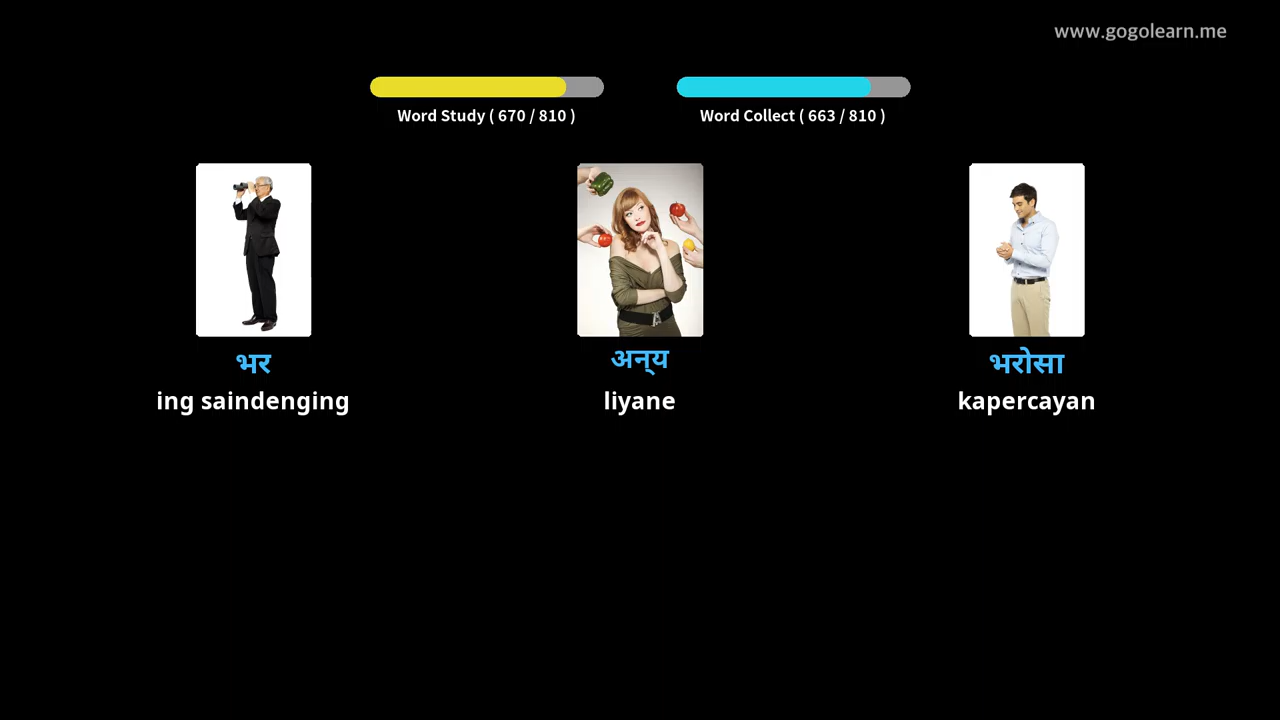 www.gogolearn.me
Word Study ( 670 / 810 )
Word Collect ( 663 / 810 )
भर
अन्‌य
भरोसा
ing saindenging
liyane
kapercayan